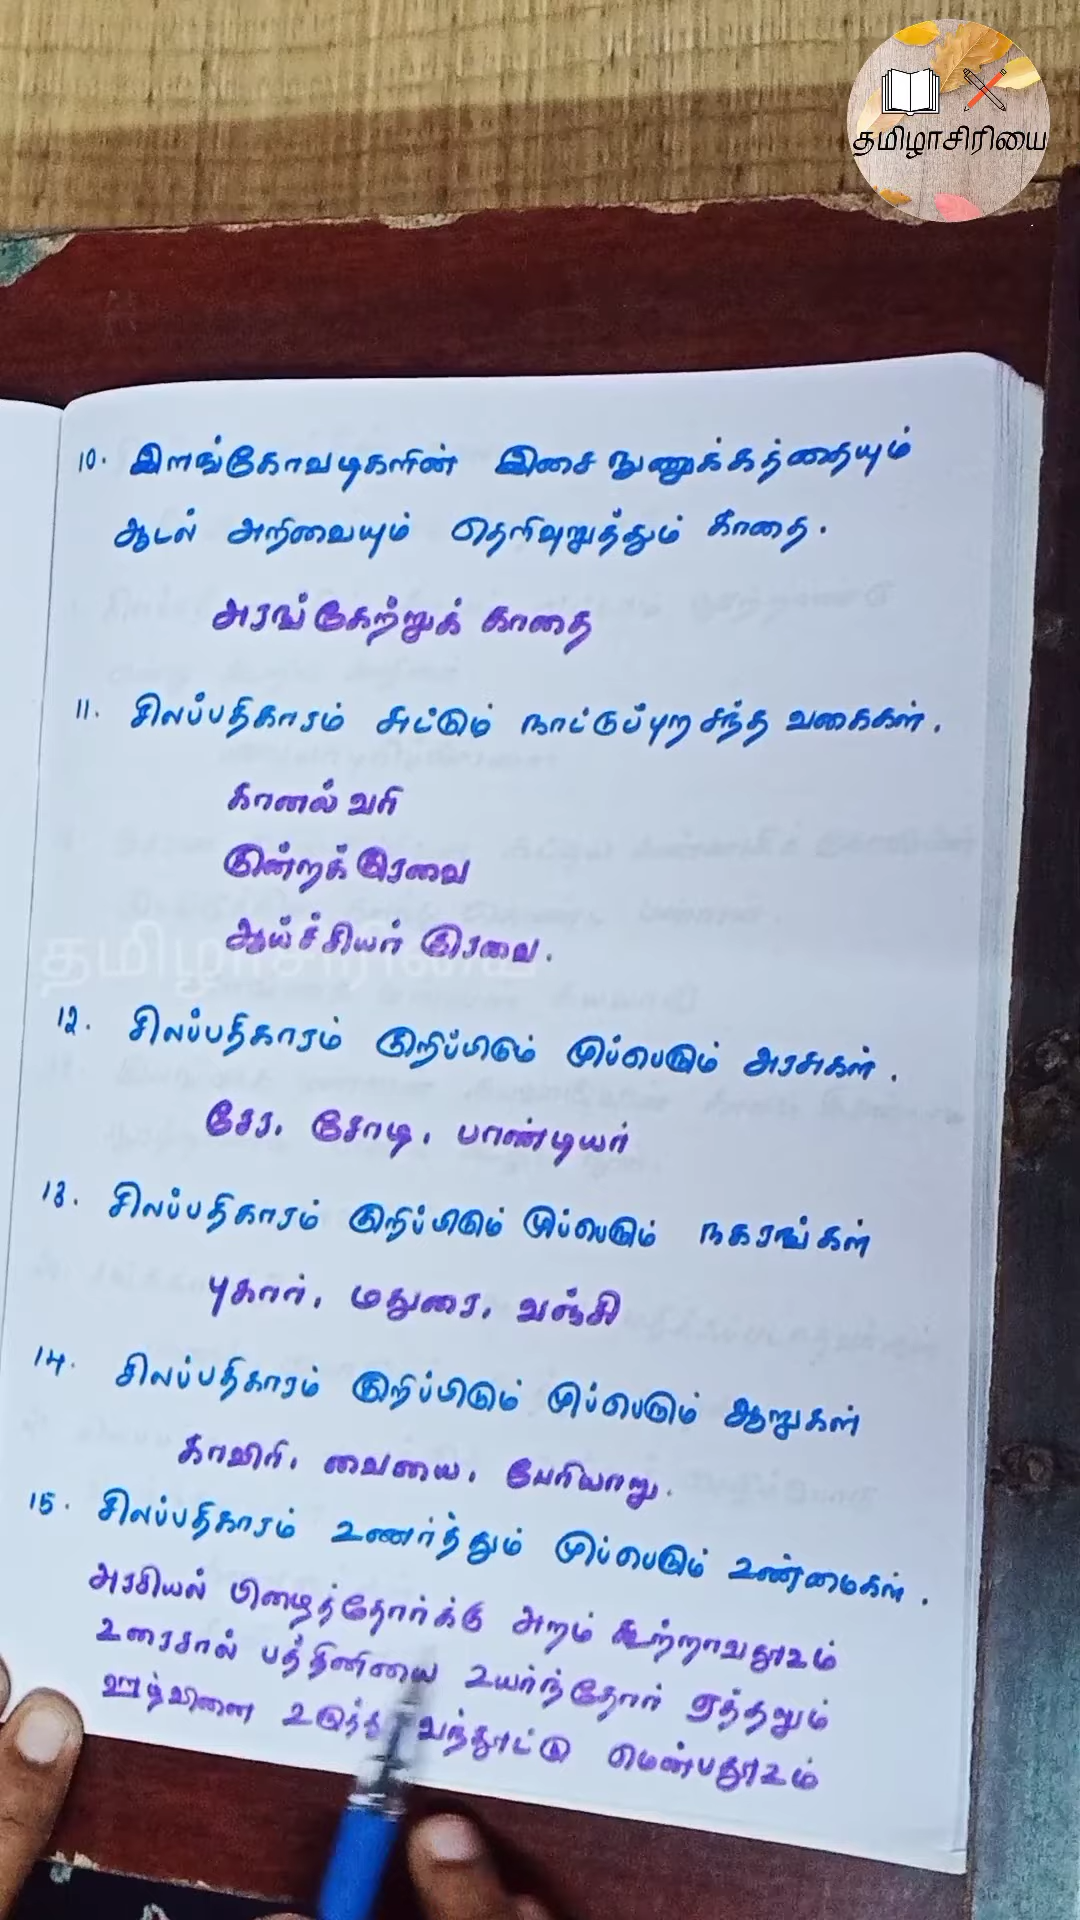 தமிழாசிரியை
10. இளங்கோவடிகளின் இசை நுணுக்கத்தையும்
ஆடல் அறிவையும் தெளிவுறுத்தும் காதை.
அரங்கேற்றுக் காதை
11. சிலப்பதிகாரம் சுட்டும் நாட்டுப்புற சந்த வகைகள்.
கானல் வரி
குன்றக் குரவை
ஆய்ச்சியர் குரவை.
தமிழாசிரியை
12. சிலப்பதிகாரம் குறிப்பிடும் முப்பெரும் அரசுகள்.
சேர, சோழ, பாண்டியர்
13. சிலப்பதிகாரம் குறிப்பிடும் முப்பெரும் நகரங்கள்
புகார், மதுரை, வஞ்சி
14. சிலப்பதிகாரம் குறிப்பிடும் முப்பெரும் ஆறுகள்
காவிரி, வையை, பேரியாறு.
15. சிலப்பதிகாரம் உணர்த்தும் முப்பெரும் உண்மைகள்.
அரசியல் பிழைத்தோர்க்கு அறம் கூற்றாவதூஉம்
உரைசால் பத்தினியை உயர்ந்தோர் ஏத்தலும்
ஊழ்வினை உருத்து வந்தூட்டு மென்பதூஉம்